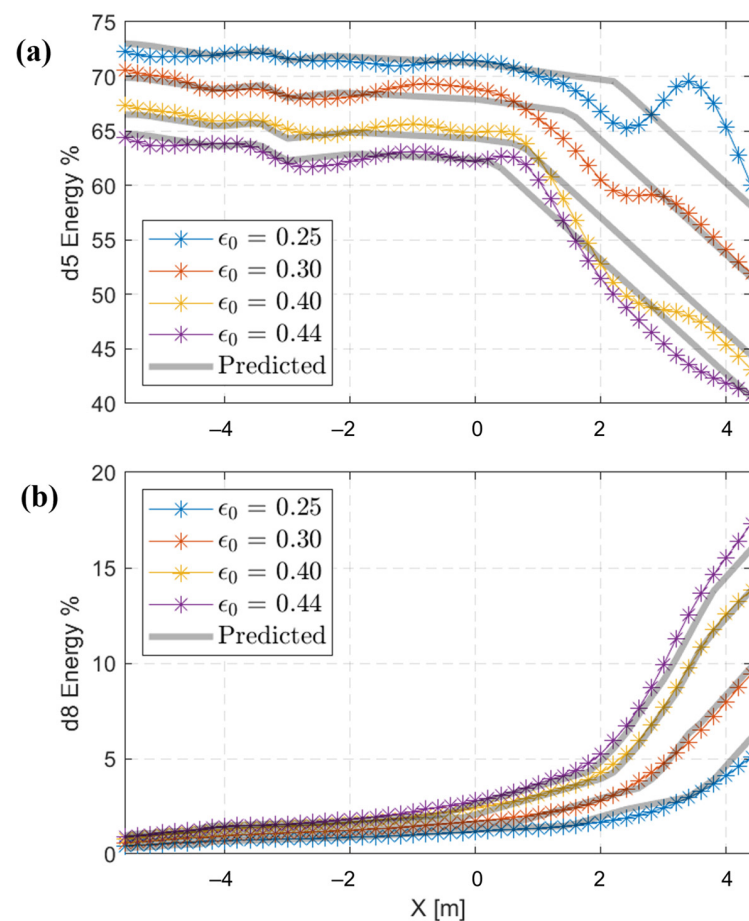 (a)
75
70
65
60
55
50
45
40
d5 Energy %
ϵ₀ = 0.25
ϵ₀ = 0.30
ϵ₀ = 0.40
ϵ₀ = 0.44
Predicted
–4 –2 0 2 4
(b)
20
15
10
5
0
d8 Energy %
ϵ₀ = 0.25
ϵ₀ = 0.30
ϵ₀ = 0.40
ϵ₀ = 0.44
Predicted
–4 –2 0 2 4
X [m]